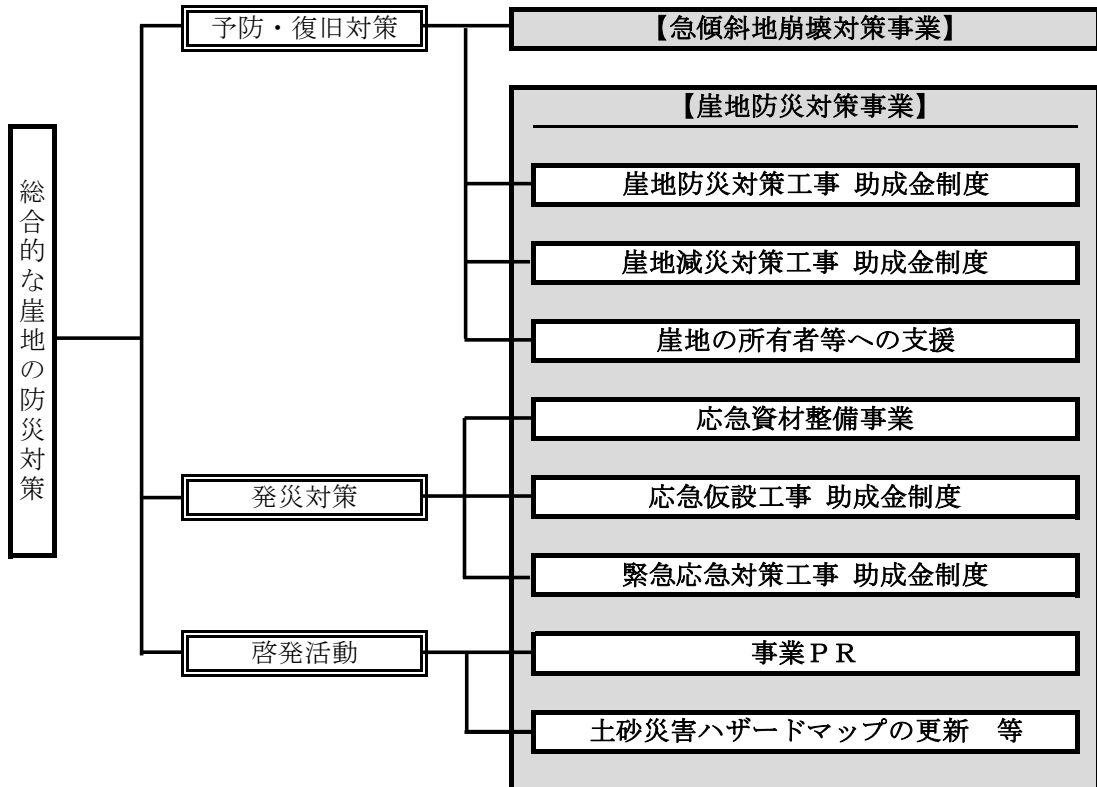 総合的な崖地の防災対策
予防・復旧対策
【急傾斜地崩壊対策事業】
【崖地防災対策事業】
崖地防災対策工事 助成金制度
崖地減災対策工事 助成金制度
崖地の所有者等への支援
発災対策
応急資材整備事業
応急仮設工事 助成金制度
緊急応急対策工事 助成金制度
啓発活動
事業ＰＲ
土砂災害ハザードマップの更新　等